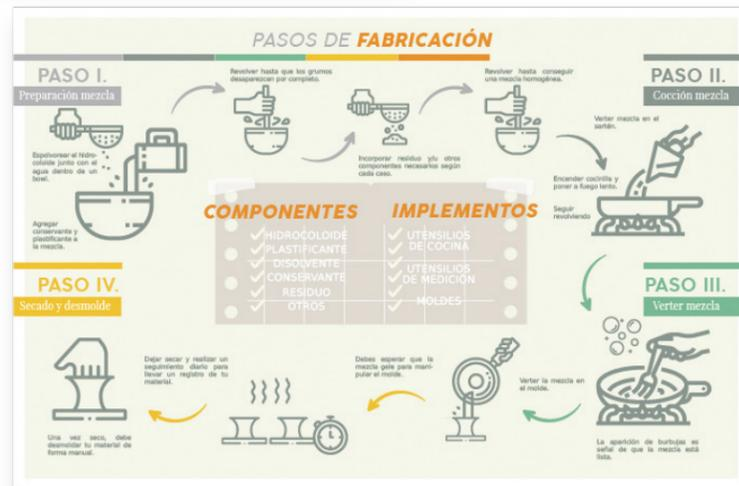 PASOS DE FABRICACIÓN
PASO I.
Preparación mezcla
Espolvorear el hidro-
coloide junto con el
agua dentro de un
bowl.
Agregar
conservante y
plastificante a
la mezcla.
Revolver hasta que los grumos
desaparezcan por completo.
Incorporar residuo y/u otros
componentes necesarios según
cada caso.
Revolver hasta conseguir
una mezcla homogénea.
PASO II.
Cocción mezcla
Verter mezcla en el
sartén.
Encender cocinilla y
poner a fuego lento.
Seguir
revolviendo
COMPONENTES
HIDROCOLOIDE
PLASTIFICANTE
DISOLVENTE
CONSERVANTE
RESIDUO
OTROS
IMPLEMENTOS
UTENSILIOS
DE COCINA
UTENSILIOS
DE MEDICIÓN
MOLDES
PASO III.
Verter mezcla
La aparición de burbujas es
señal de que la mezcla está
lista.
Verter la mezcla en
el molde.
Debes esperar que la
mezcla gele para mani-
pular el molde.
PASO IV.
Secado y desmolde
Dejar secar y realizar un
seguimiento diario para
llevar un registro de tu
material.
Una vez seco, debe
desmoldar tu material de
forma manual.